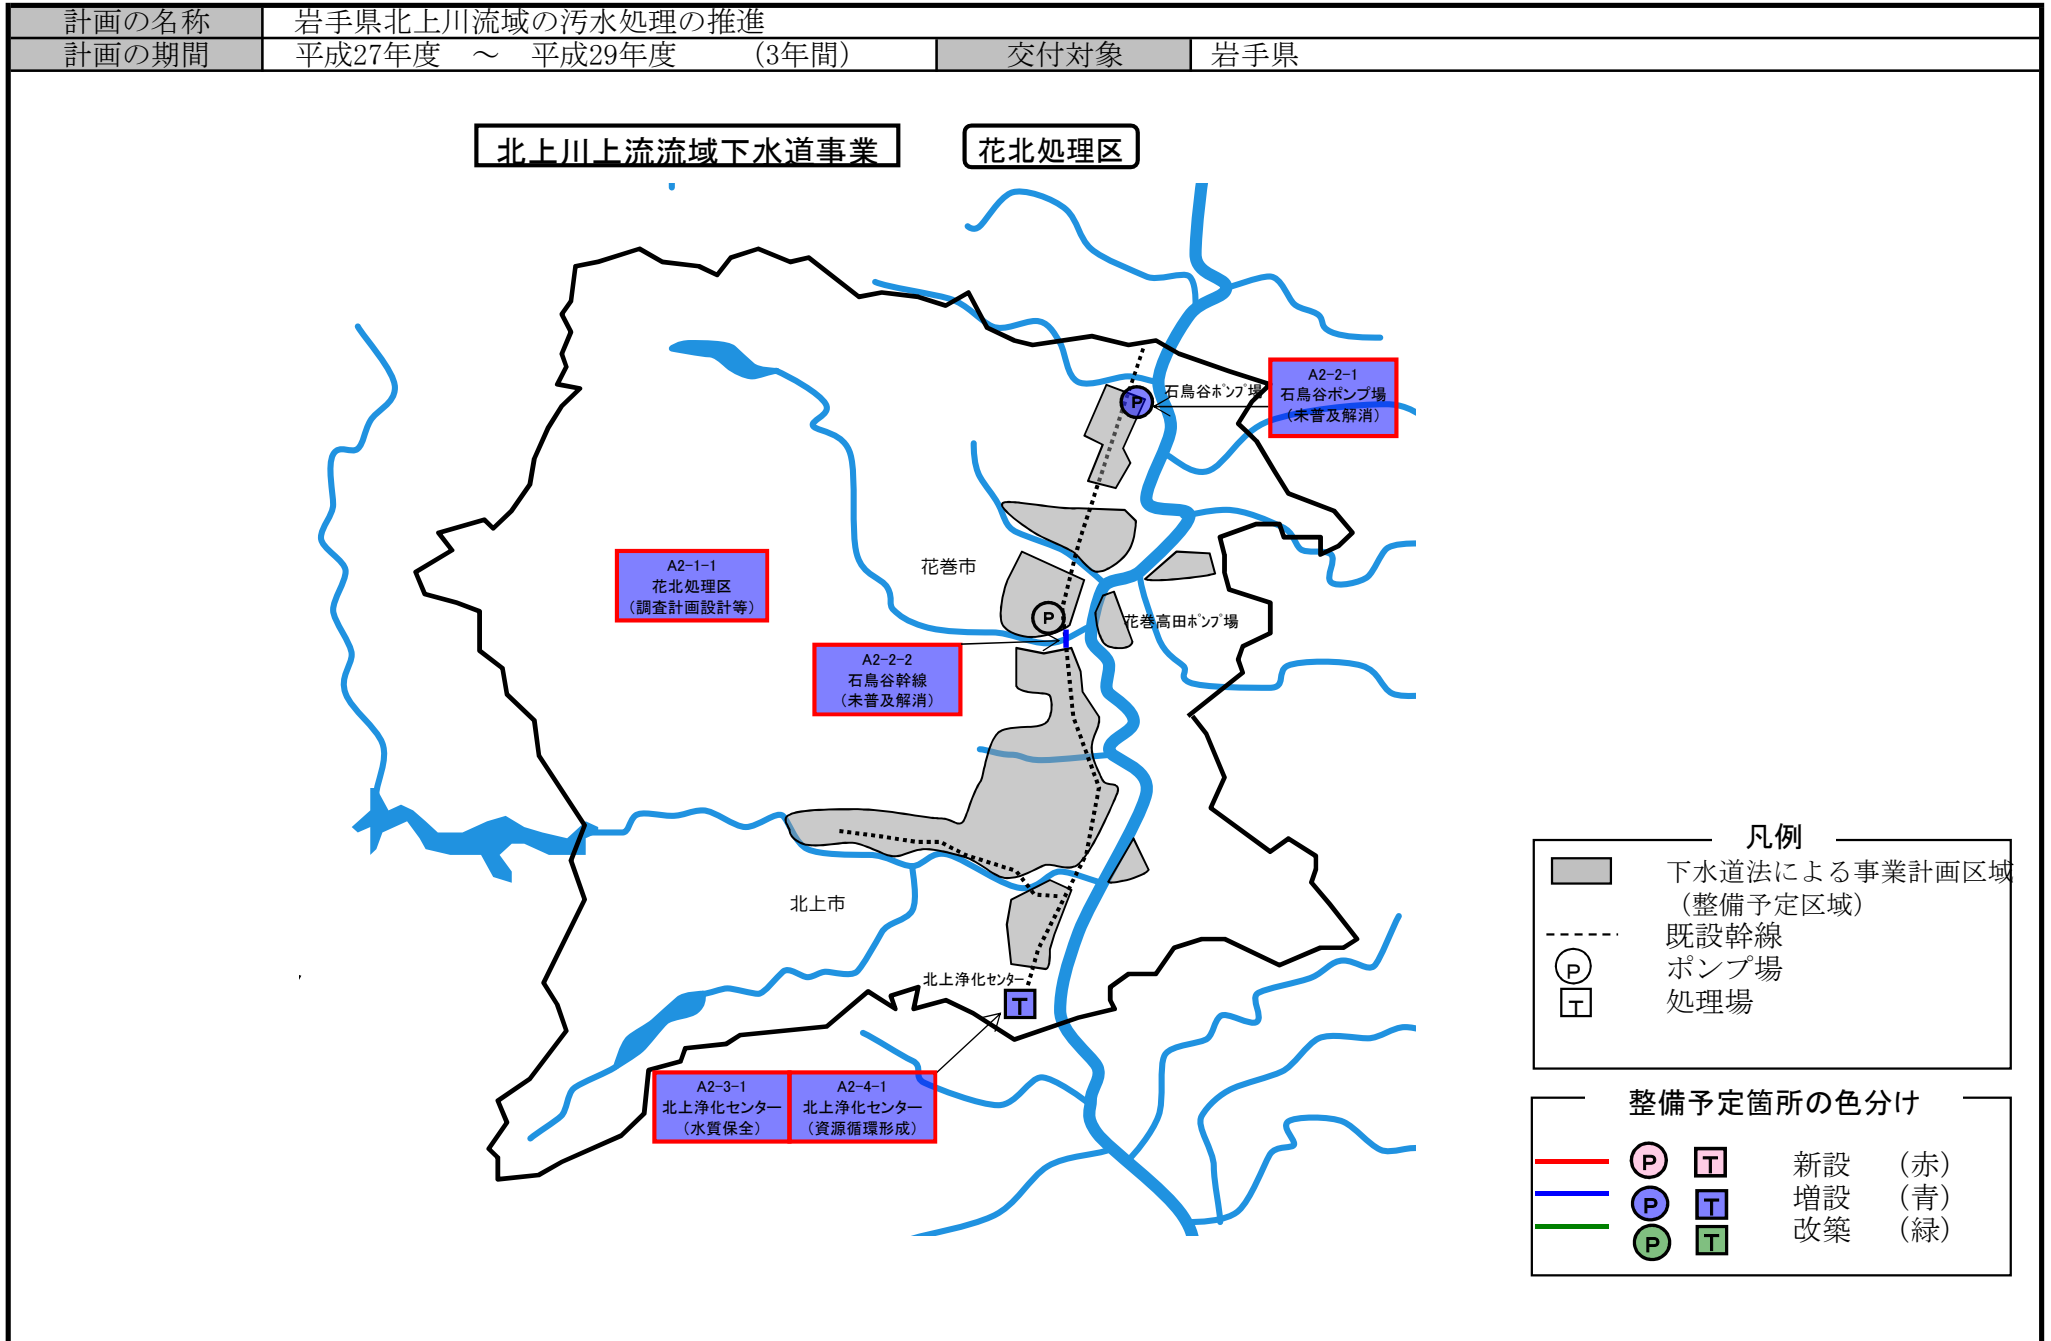 計画の名称 岩手県北上川流域の汚水処理の推進
計画の期間 平成27年度 ～ 平成29年度 （3年間） 交付対象 岩手県
北上川上流流域下水道事業 花北処理区
石鳥谷ポンプ場
P
A2-2-1
石鳥谷ポンプ場
（未普及解消）
花巻市
A2-1-1
花北処理区
（調査計画設計等）
P
花巻高田ポンプ場
A2-2-2
石鳥谷幹線
（未普及解消）
北上市
北上浄化センター
T
A2-3-1
北上浄化センター
（水質保全）
A2-4-1
北上浄化センター
（資源循環形成）
凡例
下水道法による事業計画区域
（整備予定区域）
既設幹線
P ポンプ場
T 処理場
整備予定箇所の色分け
P T 新設 （赤）
P T 増設 （青）
P T 改築 （緑）